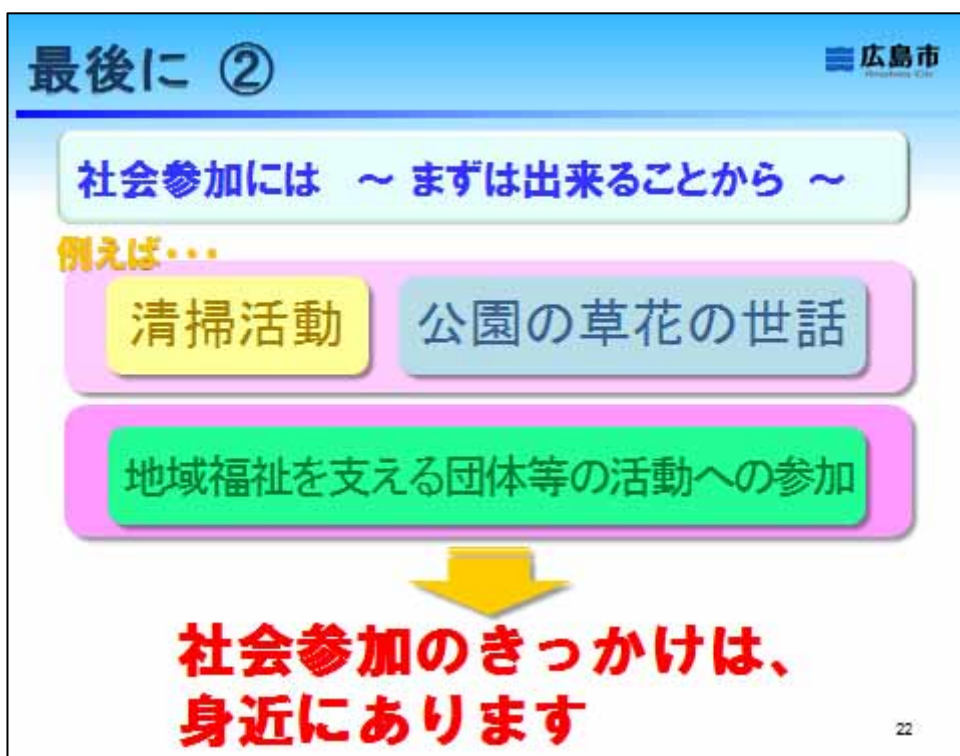 最後に ②
広島市
社会参加には ～ まずは出来ることから ～
例えば・・・
清掃活動
公園の草花の世話
地域福祉を支える団体等の活動への参加
社会参加のきっかけは、
身近にあります
22